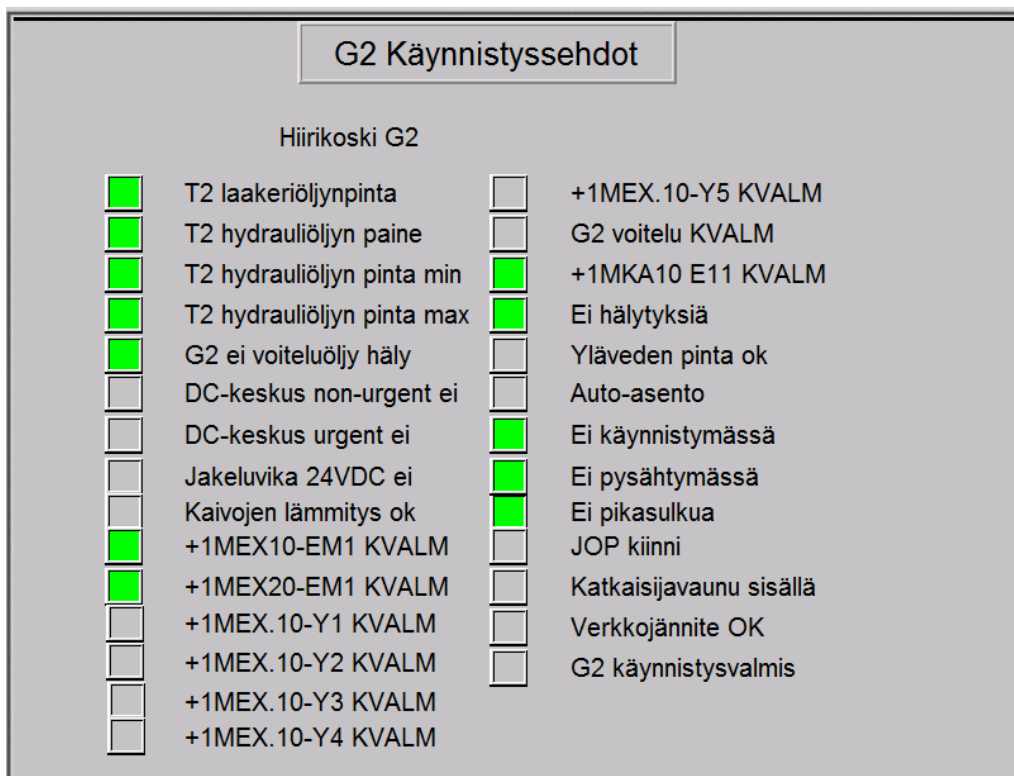 G2 Käynnistyssehdot
Hiirikoski G2
T2 laakeriöljynpinta
T2 hydrauliöljyn paine
T2 hydrauliöljyn pinta min
T2 hydrauliöljyn pinta max
G2 ei voiteluöljy häly
DC-keskus non-urgent ei
DC-keskus urgent ei
Jakeluvika 24VDC ei
Kaivojen lämmitys ok
+1MEX10-EM1 KVALM
+1MEX20-EM1 KVALM
+1MEX.10-Y1 KVALM
+1MEX.10-Y2 KVALM
+1MEX.10-Y3 KVALM
+1MEX.10-Y4 KVALM
+1MEX.10-Y5 KVALM
G2 voitelu KVALM
+1MKA10 E11 KVALM
Ei hälytyksiä
Yläveden pinta ok
Auto-asento
Ei käynnistymässä
Ei pysähtymässä
Ei pikasulkua
JOP kiinni
Katkaisijavaunu sisällä
Verkkojännite OK
G2 käynnistysvalmis